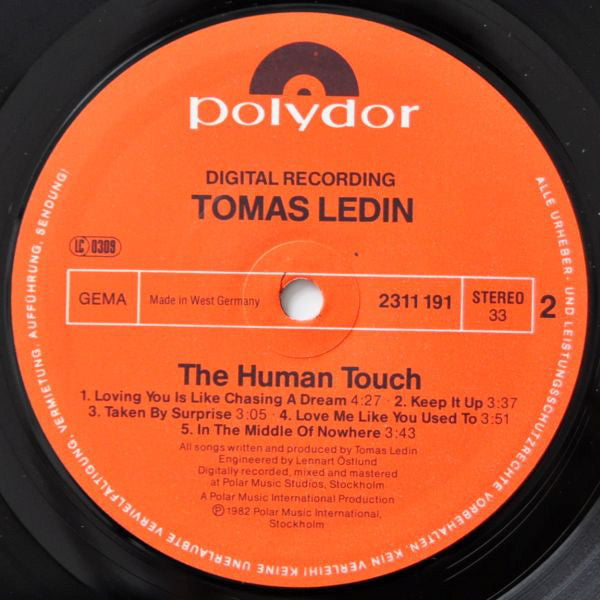 polydor
DIGITAL RECORDING
TOMAS LEDIN
LC 0309
GEMA Made in West Germany 2311 191 STEREO 33 2
The Human Touch
1. Loving You Is Like Chasing A Dream 4:27 · 2. Keep It Up 3:37
3. Taken By Surprise 3:05 · 4. Love Me Like You Used To 3:51
5. In The Middle Of Nowhere 3:43
All songs written and produced by Tomas Ledin
Engineered by Lennart Östlund
Digitally recorded, mixed and mastered
at Polar Music Studios, Stockholm
A Polar Music International Production
Ⓟ 1982 Polar Music International,
Stockholm
ALLE URHEBER- UND LEISTUNGSSCHUTZRECHTE VORBEHALTEN. KEIN VERLEIH! KEINE UNERLAUBTE VERVIELFÄLTIGUNG, VERMIETUNG, AUFFÜHRUNG, SENDUNG!